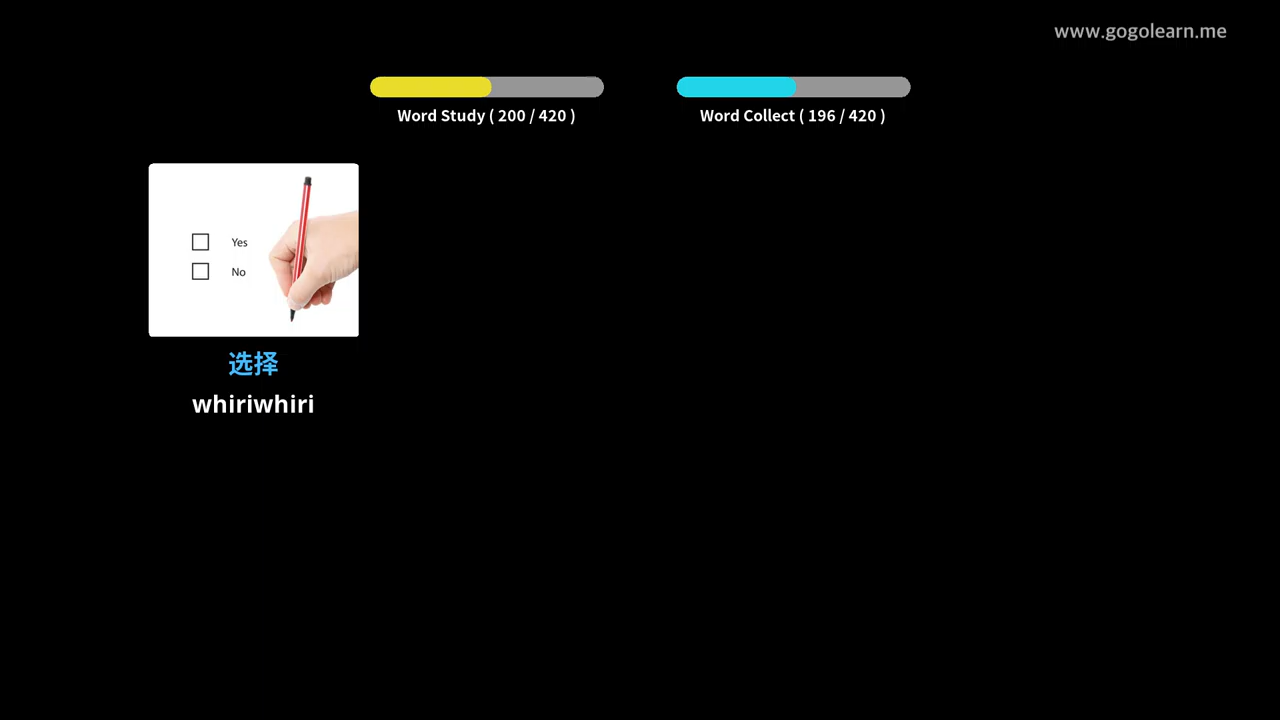 www.gogolearn.me
Word Study ( 200 / 420 )
Word Collect ( 196 / 420 )
Yes
No
选择
whiriwhiri